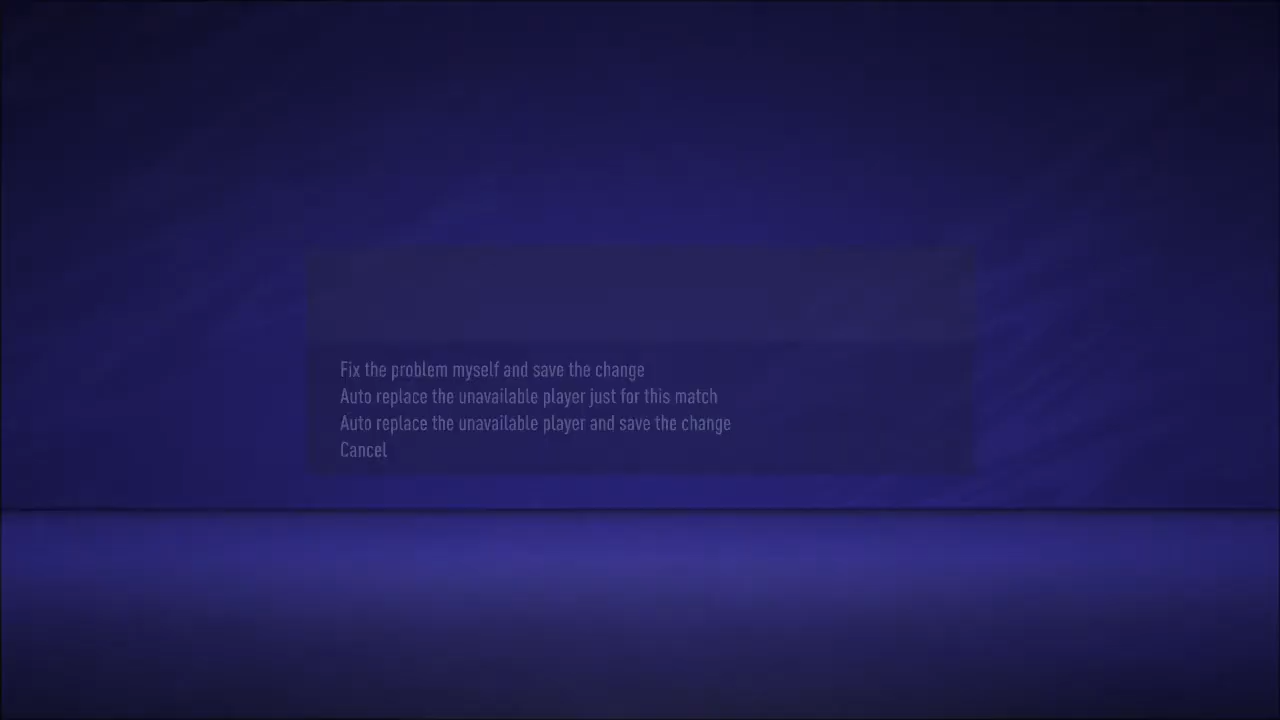 Fix the problem myself and save the change
Auto replace the unavailable player just for this match
Auto replace the unavailable player and save the change
Cancel